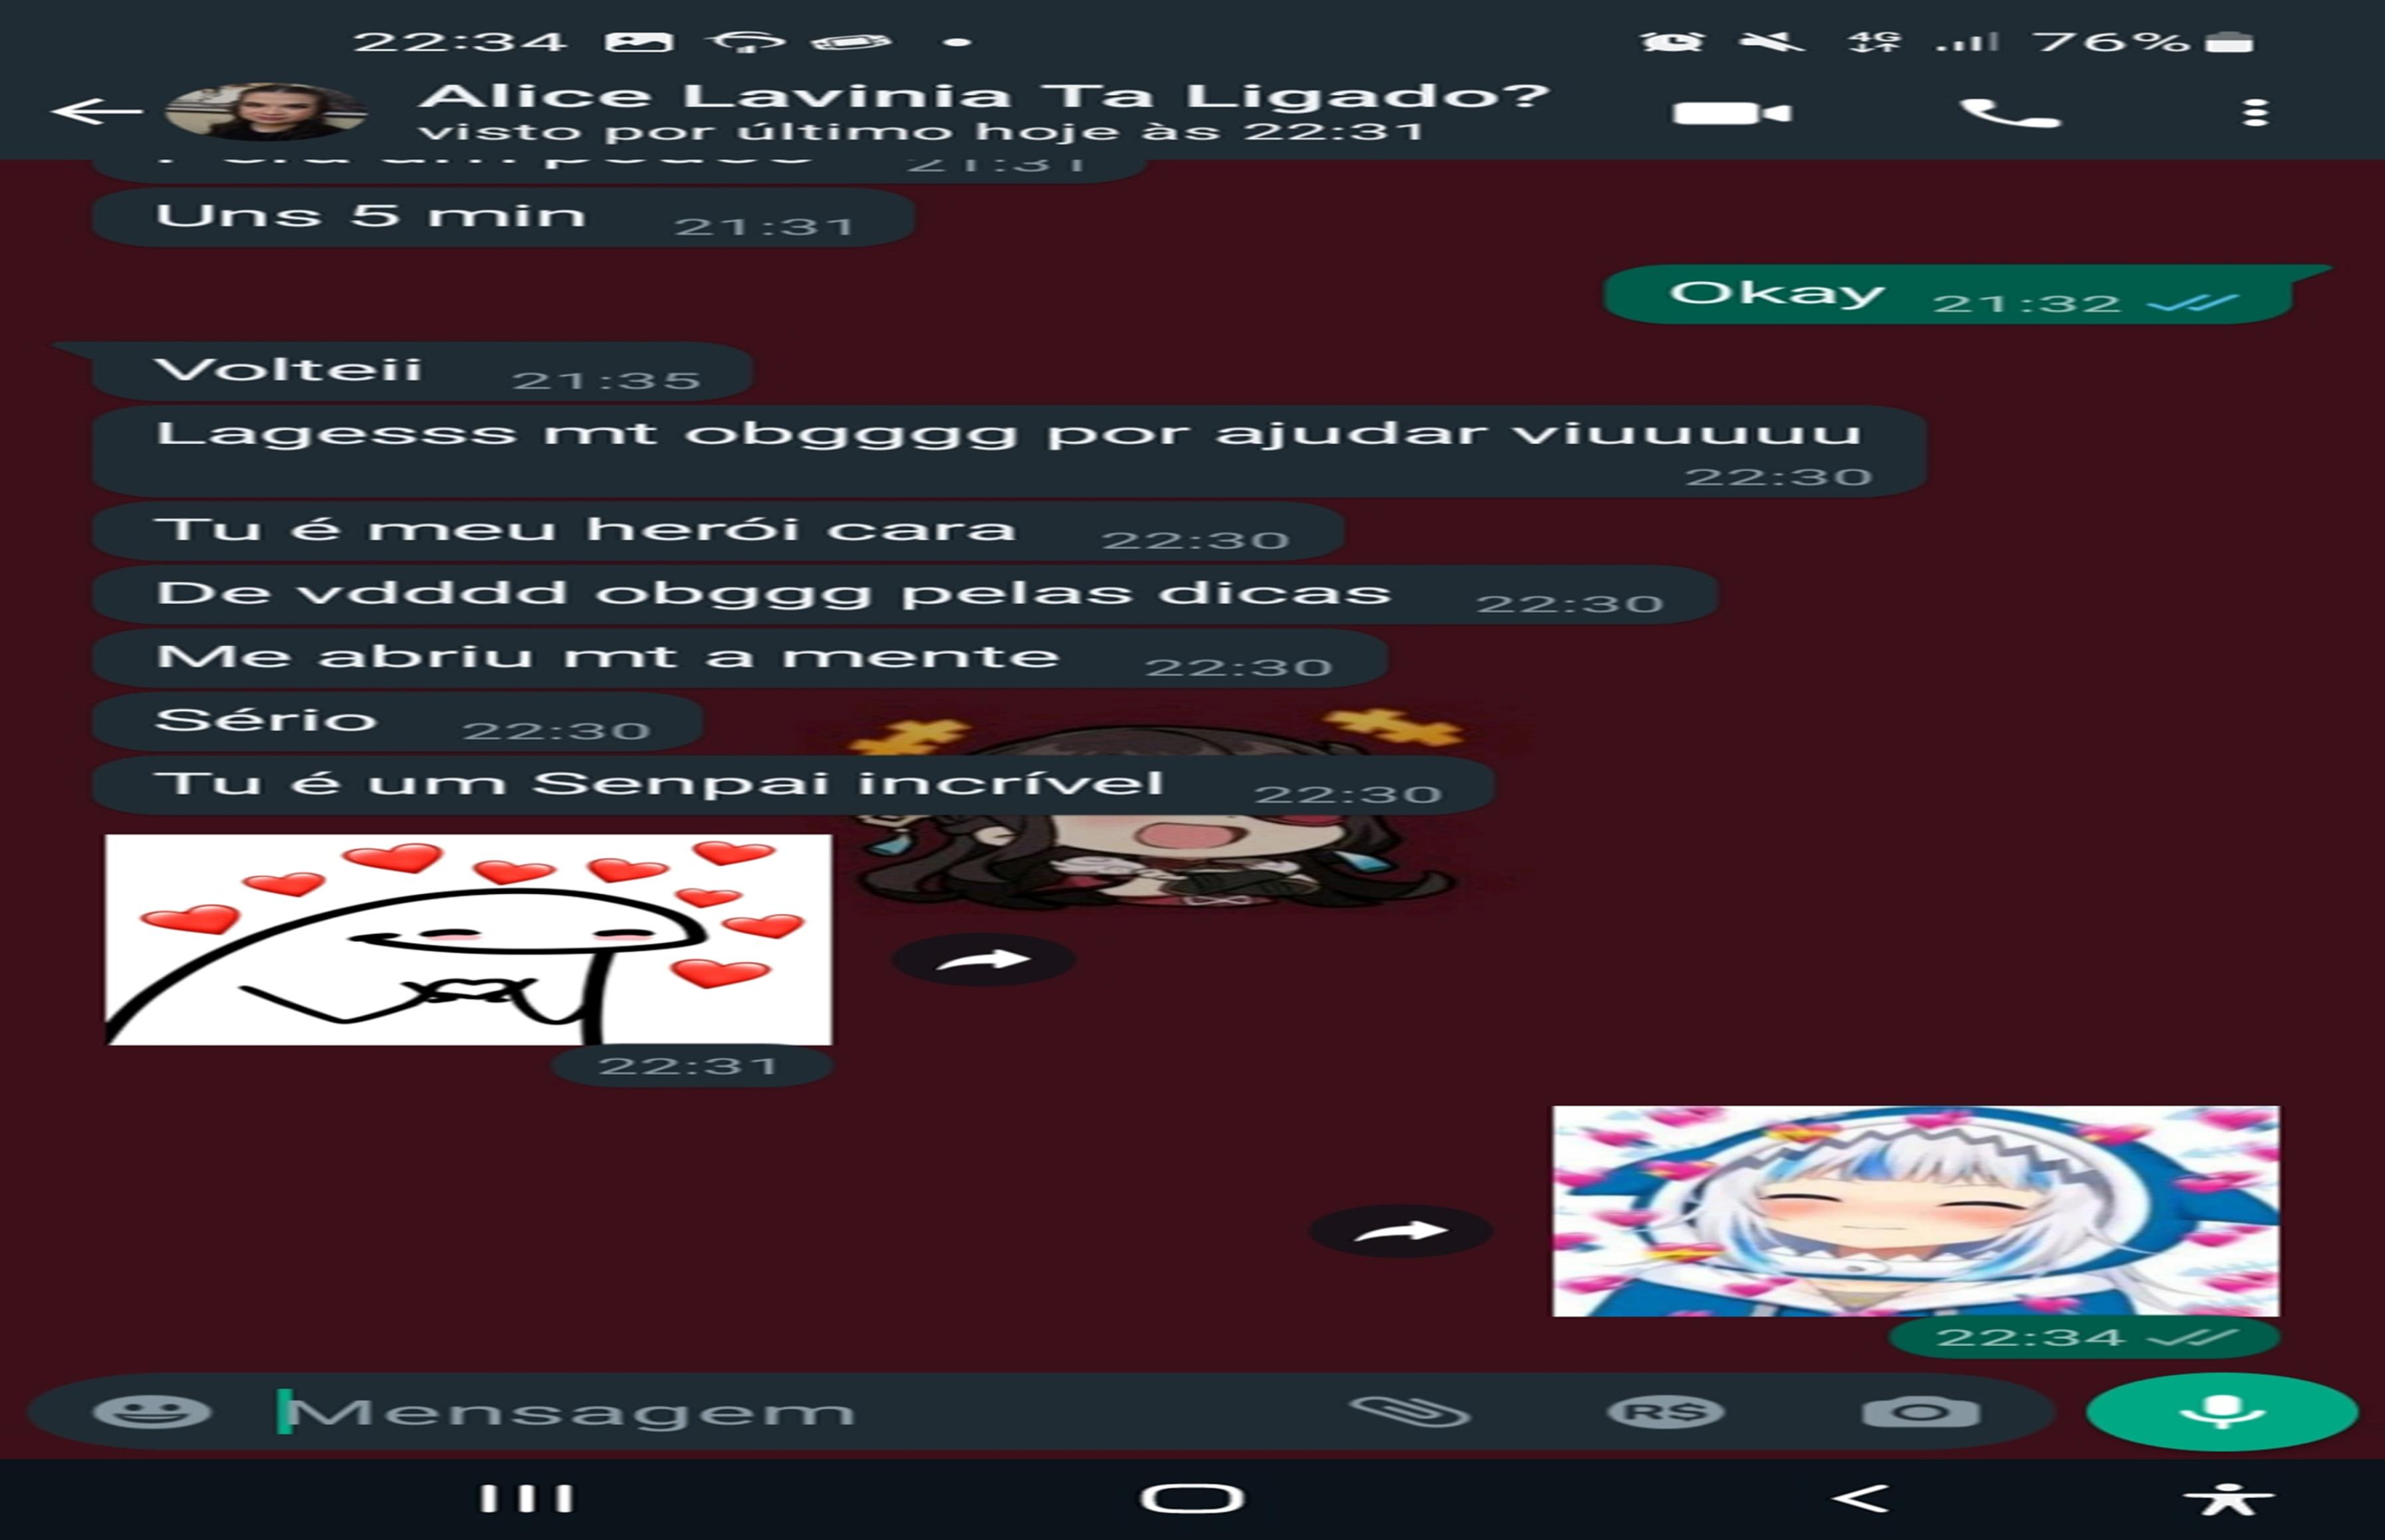 22:34
4G 76%
Alice Lavinia Ta Ligado?
visto por último hoje às 22:31
21:31
Uns 5 min 21:31
Okay 21:32
Volteii 21:35
Lagesss mt obgggg por ajudar viuuuuu
22:30
Tu é meu herói cara 22:30
De vdddd obggg pelas dicas 22:30
Me abriu mt a mente 22:30
Sério 22:30
Tu é um Senpai incrível 22:30
22:31
22:34
Mensagem
R$